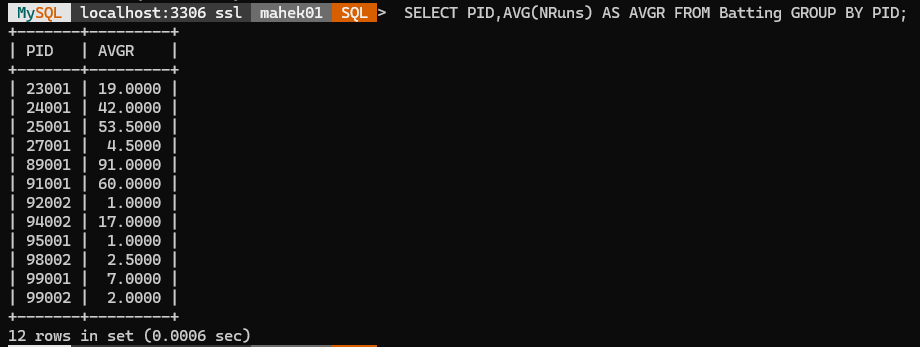 MySQL localhost:3306 ssl mahek01 SQL > SELECT PID,AVG(NRuns) AS AVGR FROM Batting GROUP BY PID;
+-------+---------+
| PID   | AVGR    |
+-------+---------+
| 23001 | 19.0000 |
| 24001 | 42.0000 |
| 25001 | 53.5000 |
| 27001 |  4.5000 |
| 89001 | 91.0000 |
| 91001 | 60.0000 |
| 92002 |  1.0000 |
| 94002 | 17.0000 |
| 95001 |  1.0000 |
| 98002 |  2.5000 |
| 99001 |  7.0000 |
| 99002 |  2.0000 |
+-------+---------+
12 rows in set (0.0006 sec)